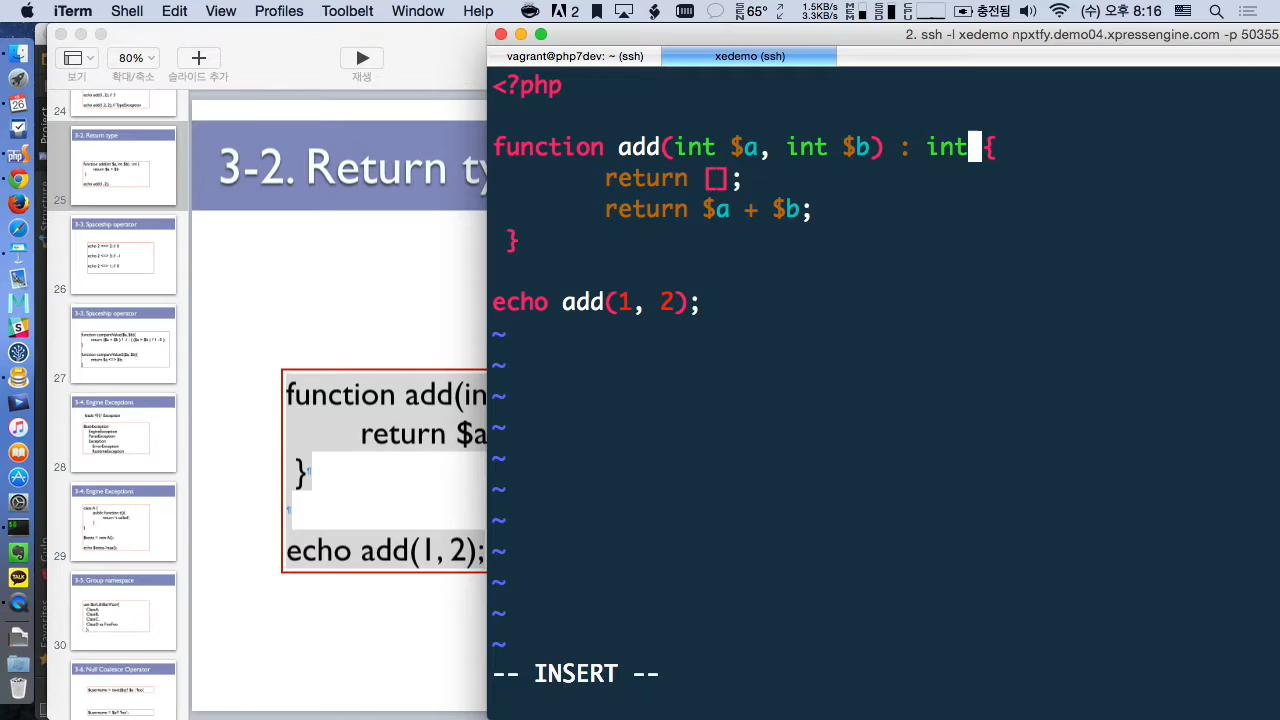 iTerm Shell Edit View Profiles Toolbelt Window Help
2 65° 1.5KB/s 3.3KB/s 충전됨 (수) 오후 8:16
2. ssh -l xedemo npxtfy.demo04.xpressengine.com -p 50355
80%
보기 확대/축소 슬라이드 추가 재생
vagrant@php7dev: ~ (ssh) xedemo (ssh)
24
3-2. Return type
25
3-3. Spaceship operator
26
3-3. Spaceship operator
27
3-4. Engine Exceptions
28
3-4. Engine Exceptions
29
3-5. Group namespace
30
3-6. Null Coalesce Operator
3-2. Return ty
function add(in
return $a
}
echo add(1, 2);
<?php
function add(int $a, int $b) : int {
return [];
return $a + $b;
}
echo add(1, 2);
~
~
~
~
~
~
~
~
~
~
~
-- INSERT --